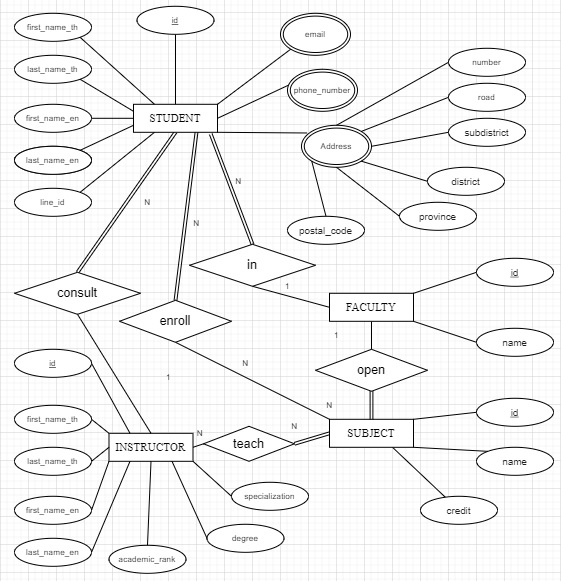 first_name_th
id
email
last_name_th
phone_number
number
road
first_name_en
STUDENT
Address
subdistrict
last_name_en
district
line_id
N
N
N
postal_code
province
consult
in
id
1
enroll
FACULTY
1
name
id
N
open
1
N
id
first_name_th
N
N
SUBJECT
last_name_th
INSTRUCTOR
teach
name
specialization
first_name_en
credit
last_name_en
academic_rank
degree